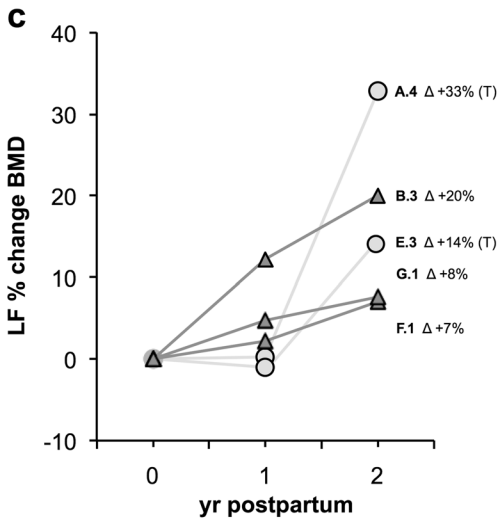 c
LF % change BMD
40
30
20
10
0
-10
A.4 Δ +33% (T)
B.3 Δ +20%
E.3 Δ +14% (T)
G.1 Δ +8%
F.1 Δ +7%
0 1 2
yr postpartum